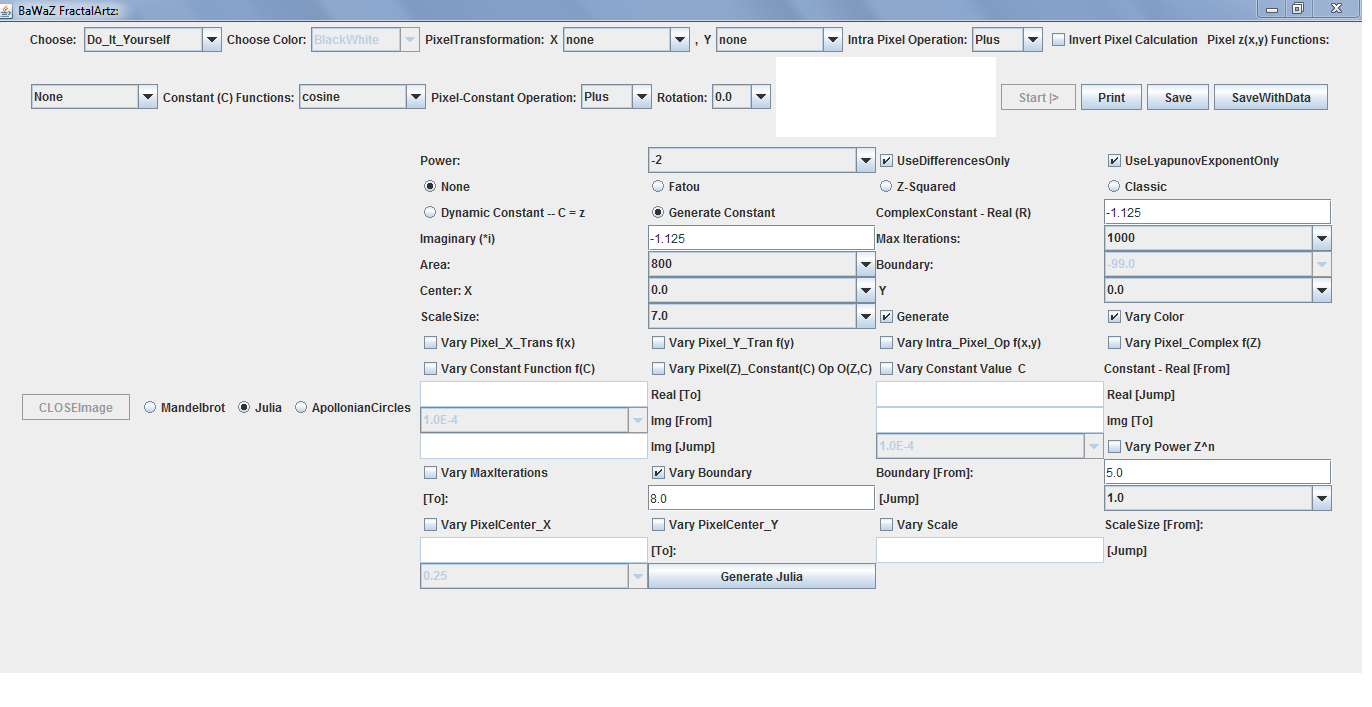 BaWaZ FractalArtz:
Choose: Do_It_Yourself Choose Color: BlackWhite PixelTransformation: X none , Y none Intra Pixel Operation: Plus Invert Pixel Calculation Pixel z(x,y) Functions:
None Constant (C) Functions: cosine Pixel-Constant Operation: Plus Rotation: 0.0 Start |> Print Save SaveWithData
Power: -2 UseDifferencesOnly UseLyapunovExponentOnly
None Fatou Z-Squared Classic
Dynamic Constant -- C = z Generate Constant ComplexConstant - Real (R) -1.125
Imaginary (*i) -1.125 Max Iterations: 1000
Area: 800 Boundary: -99.0
Center: X 0.0 Y 0.0
ScaleSize: 7.0 Generate Vary Color
Vary Pixel_X_Trans f(x) Vary Pixel_Y_Tran f(y) Vary Intra_Pixel_Op f(x,y) Vary Pixel_Complex f(Z)
Vary Constant Function f(C) Vary Pixel(Z)_Constant(C) Op O(Z,C) Vary Constant Value C Constant - Real [From]
Real [To] Real [Jump]
CLOSEImage Mandelbrot Julia ApollonianCircles
1.0E-4 Img [From] Img [To]
Img [Jump] 1.0E-4 Vary Power Z^n
Vary MaxIterations Vary Boundary Boundary [From]: 5.0
[To]: 8.0 [Jump] 1.0
Vary PixelCenter_X Vary PixelCenter_Y Vary Scale ScaleSize [From]:
[To]: [Jump]
0.25 Generate Julia